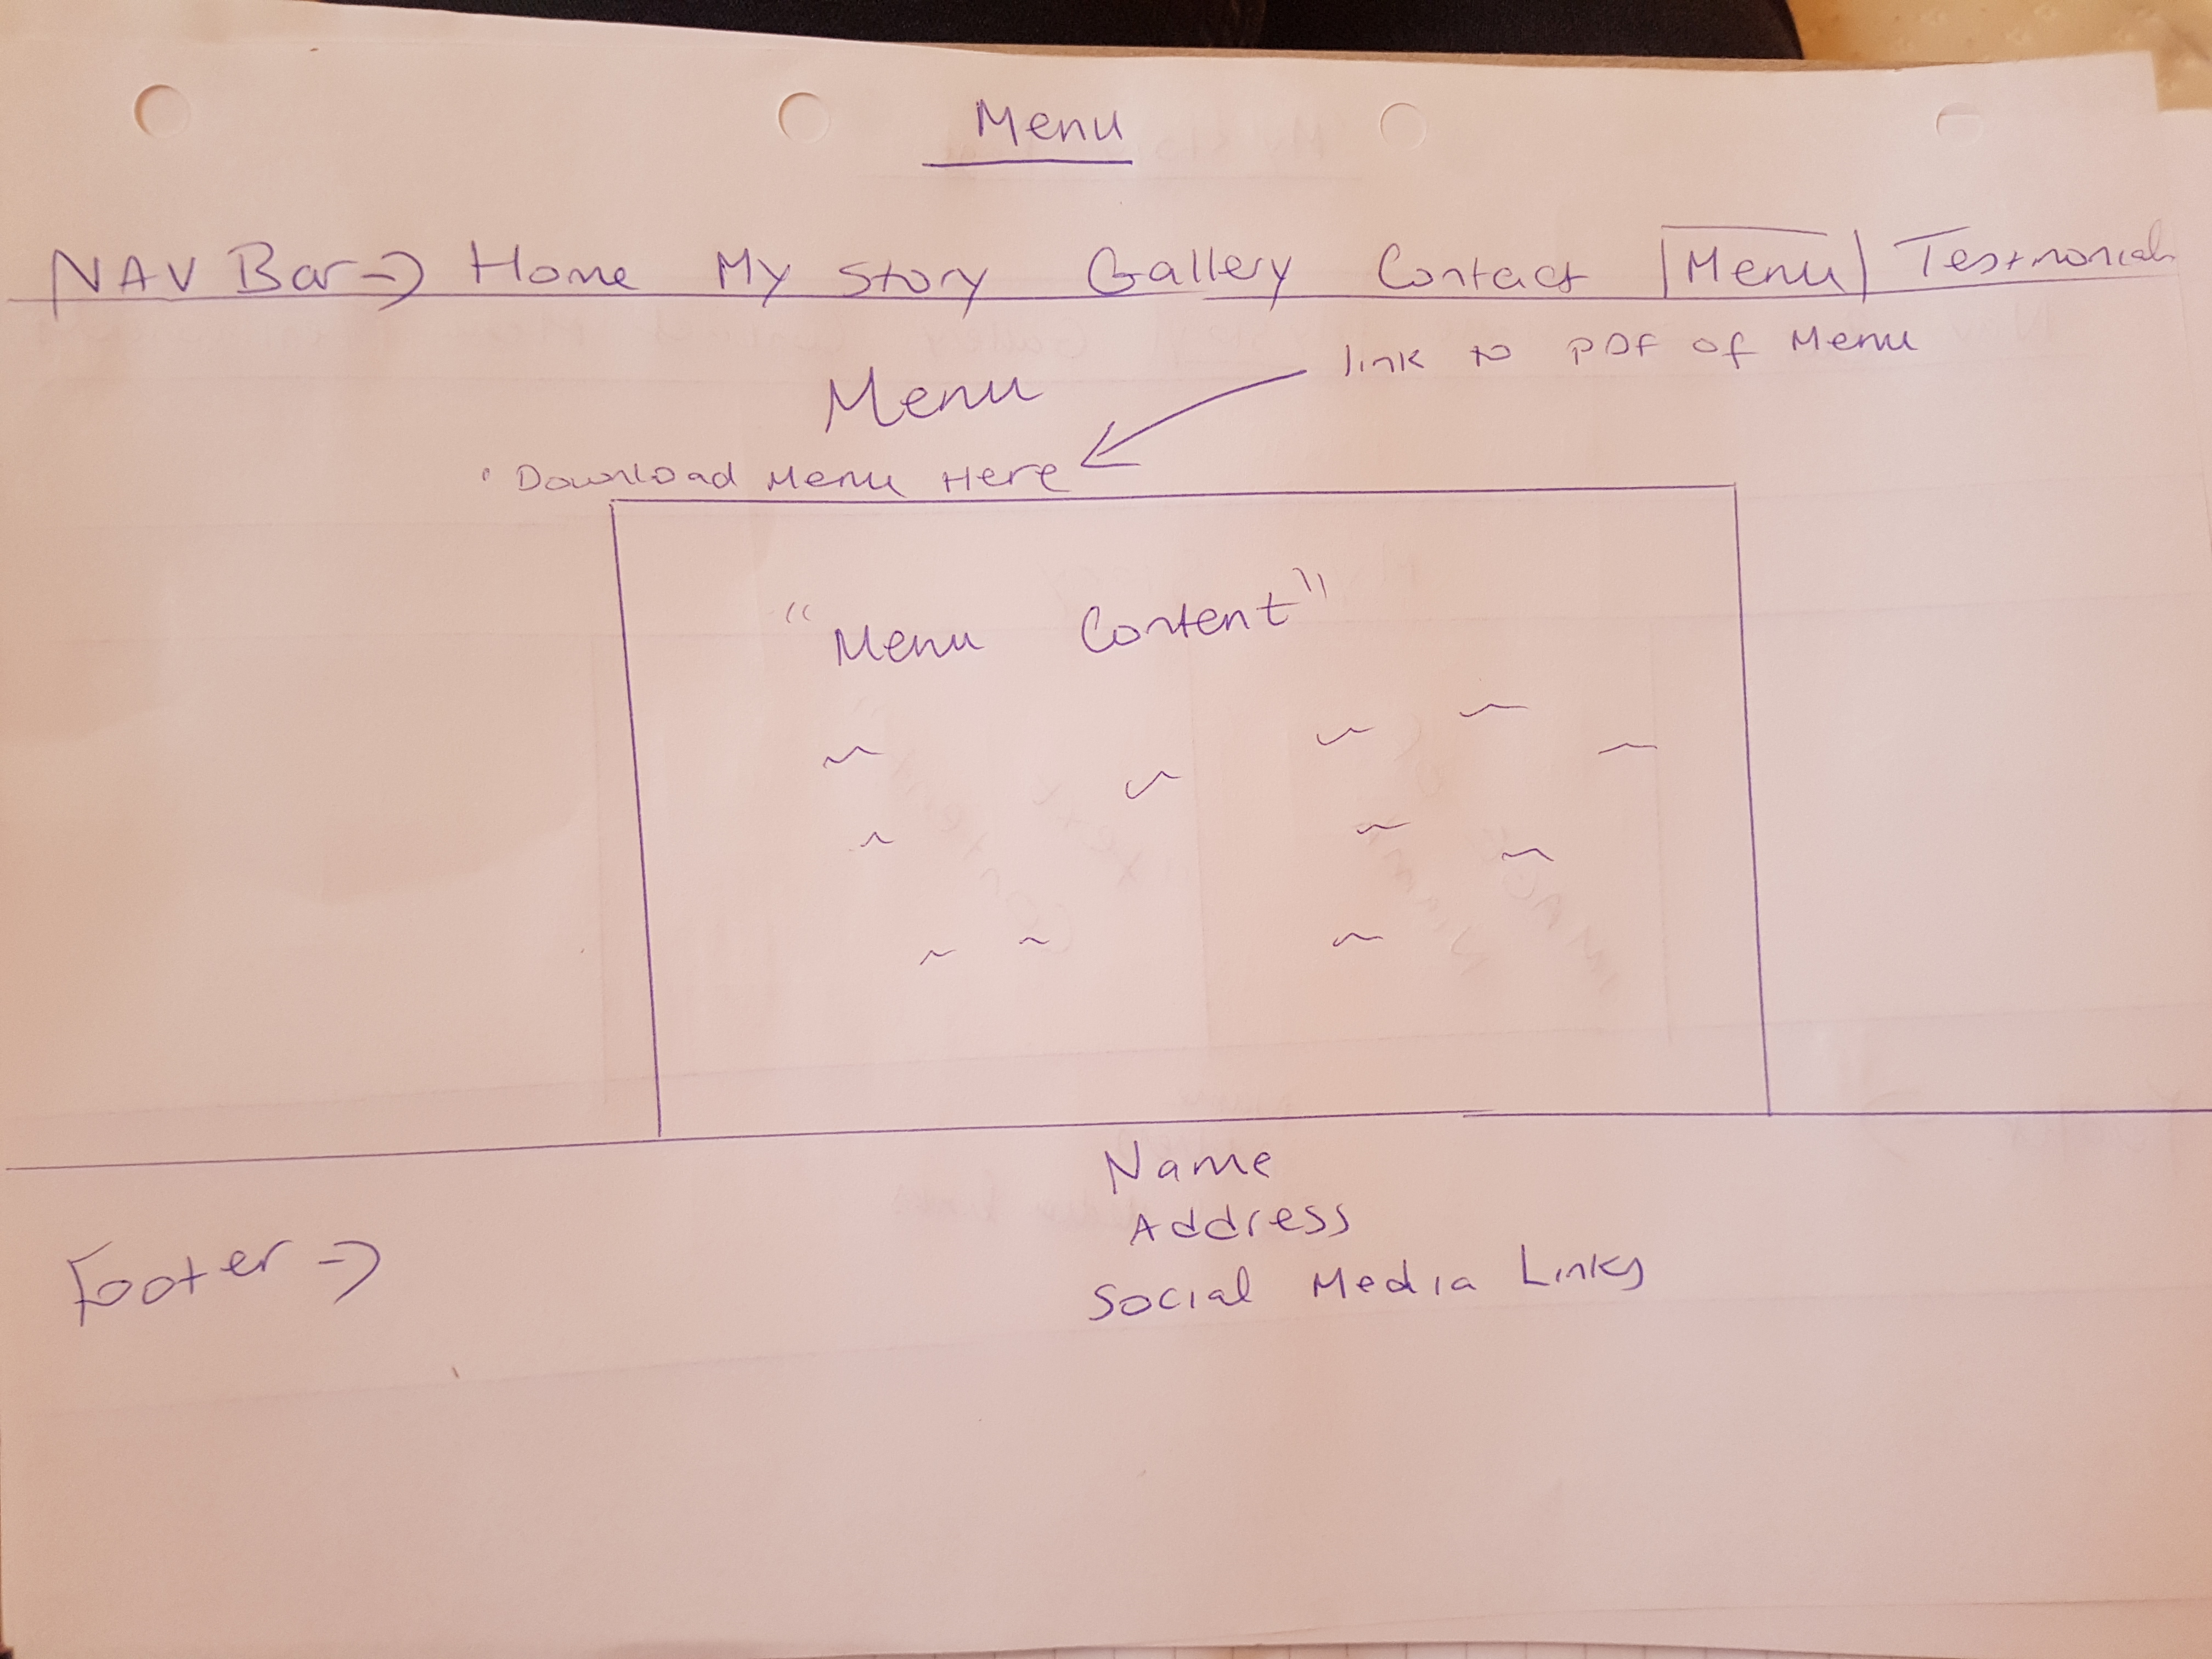 Menu
NAV Bar => Home My Story Gallery Contact Menu Testimonials
link to PDF of Menu
Menu
'Download Menu Here
"Menu Content"
Name
Address
Footer => Social Media Links